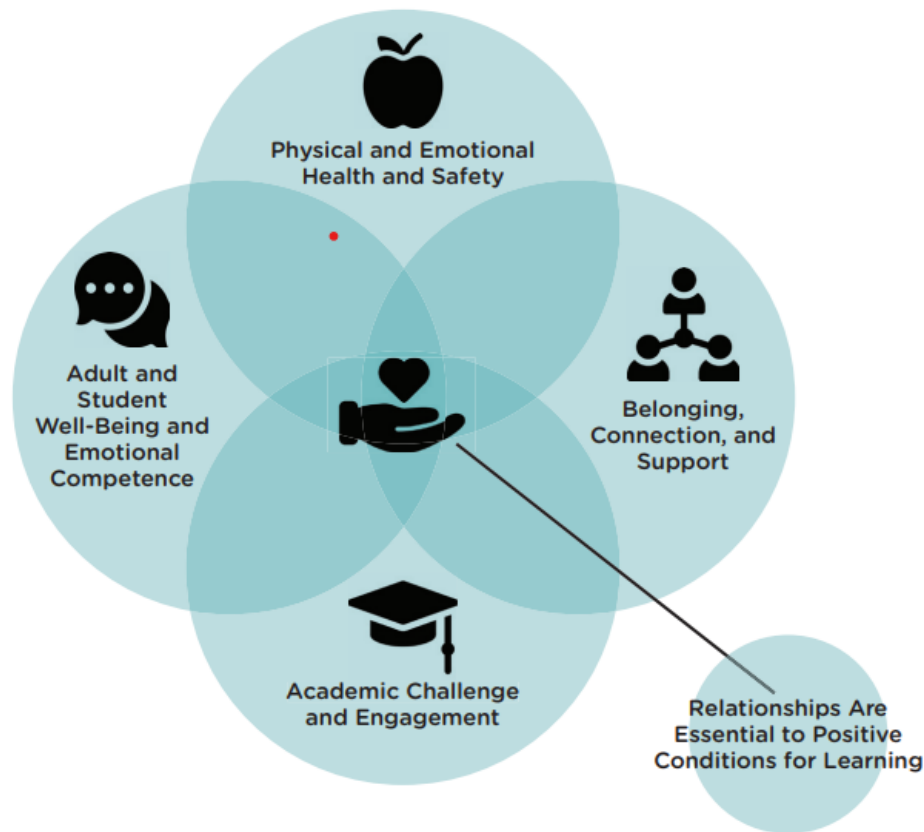 Physical and Emotional
Health and Safety
Adult and
Student
Well-Being and
Emotional
Competence
Belonging,
Connection, and
Support
Academic Challenge
and Engagement
Relationships Are
Essential to Positive
Conditions for Learning